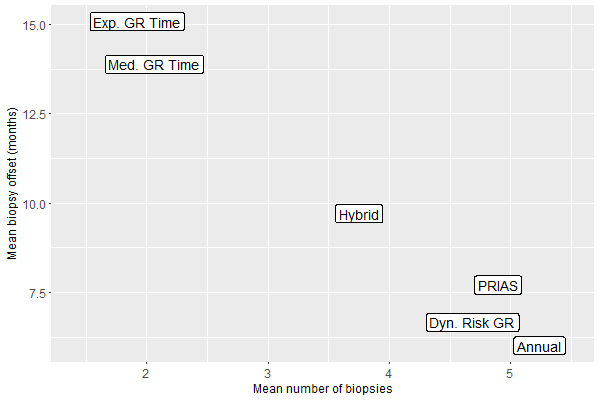 15.0
12.5
10.0
7.5
Mean biopsy offset (months)
Exp. GR Time
Med. GR Time
Hybrid
PRIAS
Dyn. Risk GR
Annual
2
3
4
5
Mean number of biopsies